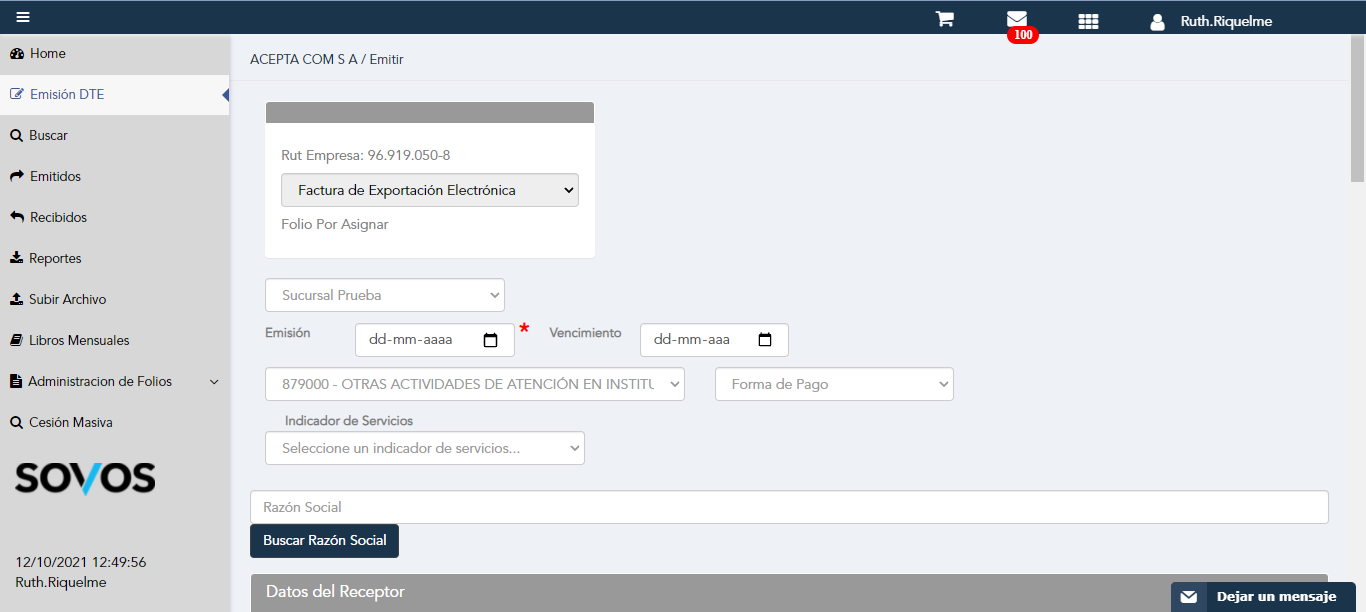 Ruth.Riquelme
100
Home
Emisión DTE
Buscar
Emitidos
Recibidos
Reportes
Subir Archivo
Libros Mensuales
Administracion de Folios
Cesión Masiva
SOVOS
12/10/2021 12:49:56
Ruth.Riquelme
ACEPTA COM S A / Emitir
Rut Empresa: 96.919.050-8
Factura de Exportación Electrónica
Folio Por Asignar
Sucursal Prueba
Emisión dd-mm-aaaa * Vencimiento dd-mm-aaa
879000 - OTRAS ACTIVIDADES DE ATENCIÓN EN INSTITU Forma de Pago
Indicador de Servicios
Seleccione un indicador de servicios...
Razón Social
Buscar Razón Social
Datos del Receptor
Dejar un mensaje